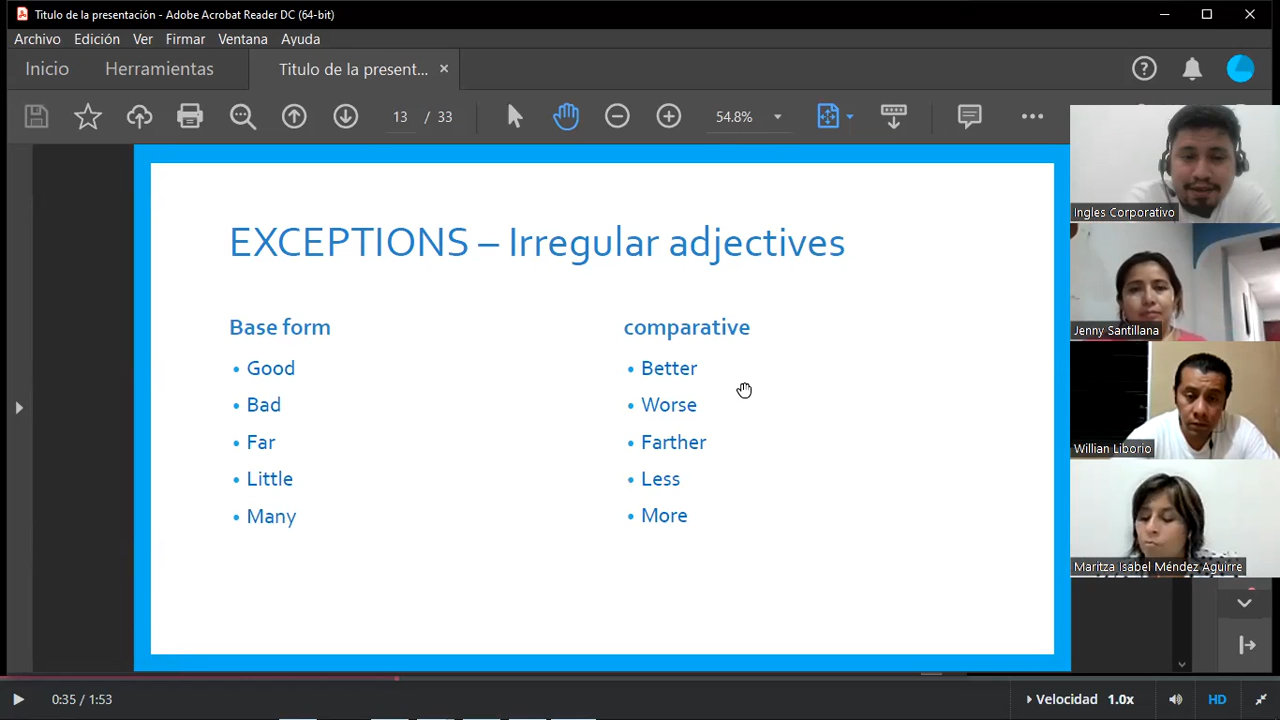 Titulo de la presentación - Adobe Acrobat Reader DC (64-bit)
Archivo Edición Ver Firmar Ventana Ayuda
Inicio Herramientas Titulo de la present... ×
13 / 33 54.8%
EXCEPTIONS – Irregular adjectives
Base form
• Good
• Bad
• Far
• Little
• Many
comparative
• Better
• Worse
• Farther
• Less
• More
Ingles Corporativo
Jenny Santillana
Willian Liborio
Maritza Isabel Méndez Aguirre
0:35 / 1:53 Velocidad 1.0x HD